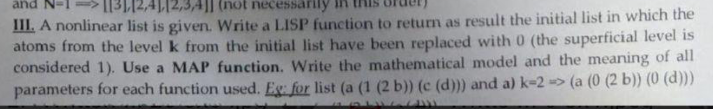 and N=1 => [[3],[2,4],[2,3,4]] (not necessarily in this order)
III. A nonlinear list is given. Write a LISP function to return as result the initial list in which the
atoms from the level k from the initial list have been replaced with 0 (the superficial level is
considered 1). Use a MAP function. Write the mathematical model and the meaning of all
parameters for each function used. Eg: for list (a (1 (2 b)) (c (d))) and a) k=2 => (a (0 (2 b)) (0 (d)))